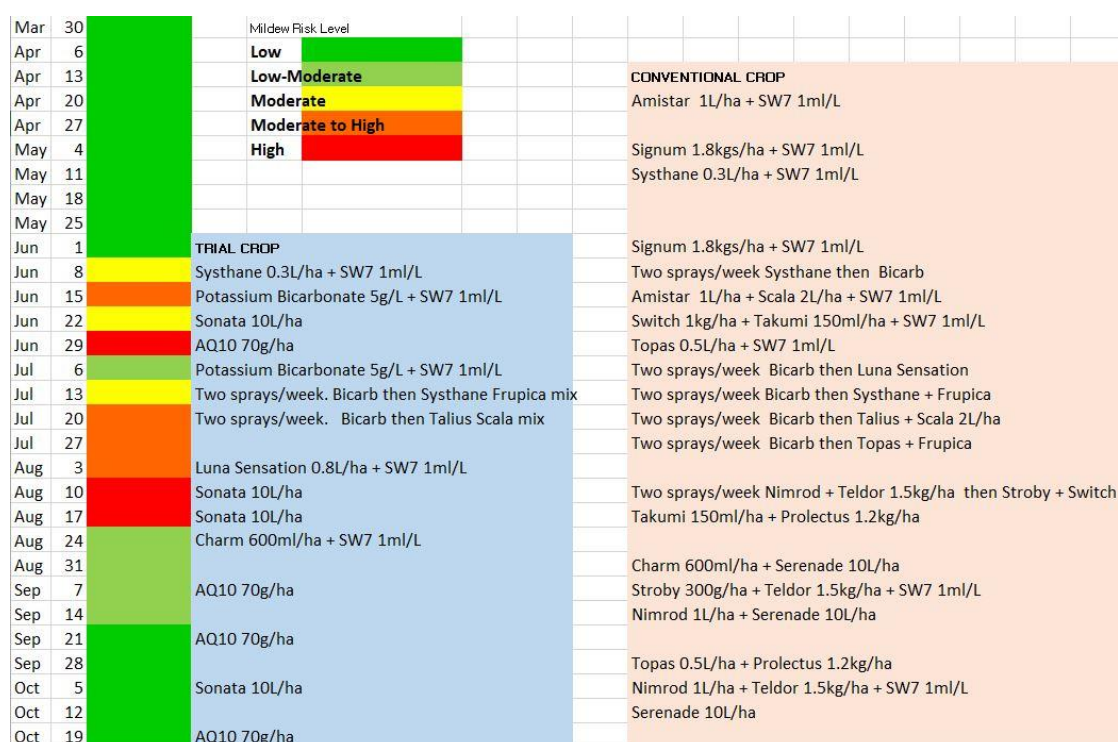 Mar 30 Mildew Risk Level
Apr 6 Low
Apr 13 Low-Moderate CONVENTIONAL CROP
Apr 20 Moderate Amistar 1L/ha + SW7 1ml/L
Apr 27 Moderate to High
May 4 High Signum 1.8kgs/ha + SW7 1ml/L
May 11 Systhane 0.3L/ha + SW7 1ml/L
May 18
May 25
Jun 1 TRIAL CROP Signum 1.8kgs/ha + SW7 1ml/L
Jun 8 Systhane 0.3L/ha + SW7 1ml/L Two sprays/week Systhane then Bicarb
Jun 15 Potassium Bicarbonate 5g/L + SW7 1ml/L Amistar 1L/ha + Scala 2L/ha + SW7 1ml/L
Jun 22 Sonata 10L/ha Switch 1kg/ha + Takumi 150ml/ha + SW7 1ml/L
Jun 29 AQ10 70g/ha Topas 0.5L/ha + SW7 1ml/L
Jul 6 Potassium Bicarbonate 5g/L + SW7 1ml/L Two sprays/week Bicarb then Luna Sensation
Jul 13 Two sprays/week. Bicarb then Systhane Frupica mix Two sprays/week Bicarb then Systhane + Frupica
Jul 20 Two sprays/week. Bicarb then Talius Scala mix Two sprays/week Bicarb then Talius + Scala 2L/ha
Jul 27 Two sprays/week Bicarb then Topas + Frupica
Aug 3 Luna Sensation 0.8L/ha + SW7 1ml/L
Aug 10 Sonata 10L/ha Two sprays/week Nimrod + Teldor 1.5kg/ha then Stroby + Switch
Aug 17 Sonata 10L/ha Takumi 150ml/ha + Prolectus 1.2kg/ha
Aug 24 Charm 600ml/ha + SW7 1ml/L
Aug 31 Charm 600ml/ha + Serenade 10L/ha
Sep 7 AQ10 70g/ha Stroby 300g/ha + Teldor 1.5kg/ha + SW7 1ml/L
Sep 14 Nimrod 1L/ha + Serenade 10L/ha
Sep 21 AQ10 70g/ha
Sep 28 Topas 0.5L/ha + Prolectus 1.2kg/ha
Oct 5 Sonata 10L/ha Nimrod 1L/ha + Teldor 1.5kg/ha + SW7 1ml/L
Oct 12 Serenade 10L/ha
Oct 19 AQ10 70g/ha